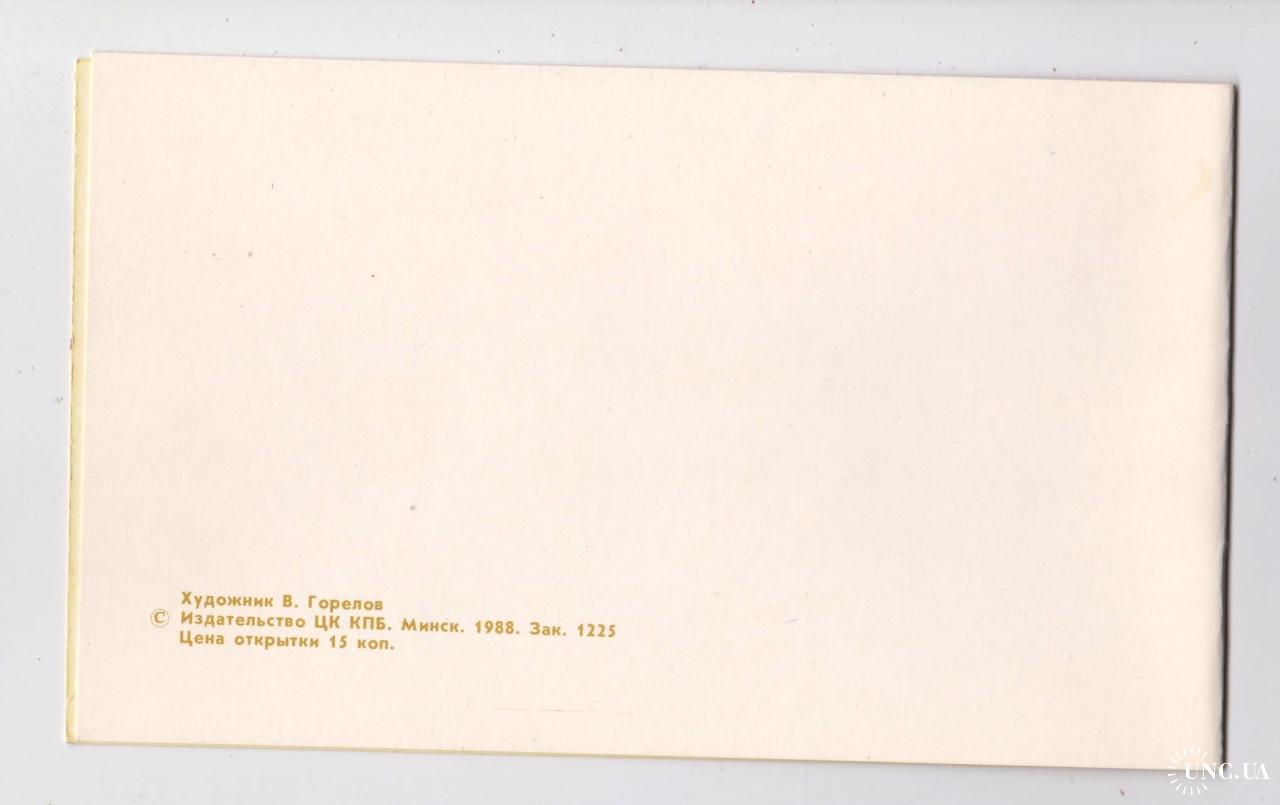 Художник В. Горелов
© Издательство ЦК КПБ. Минск. 1988. Зак. 1225
Цена открытки 15 коп.
UNC.UA